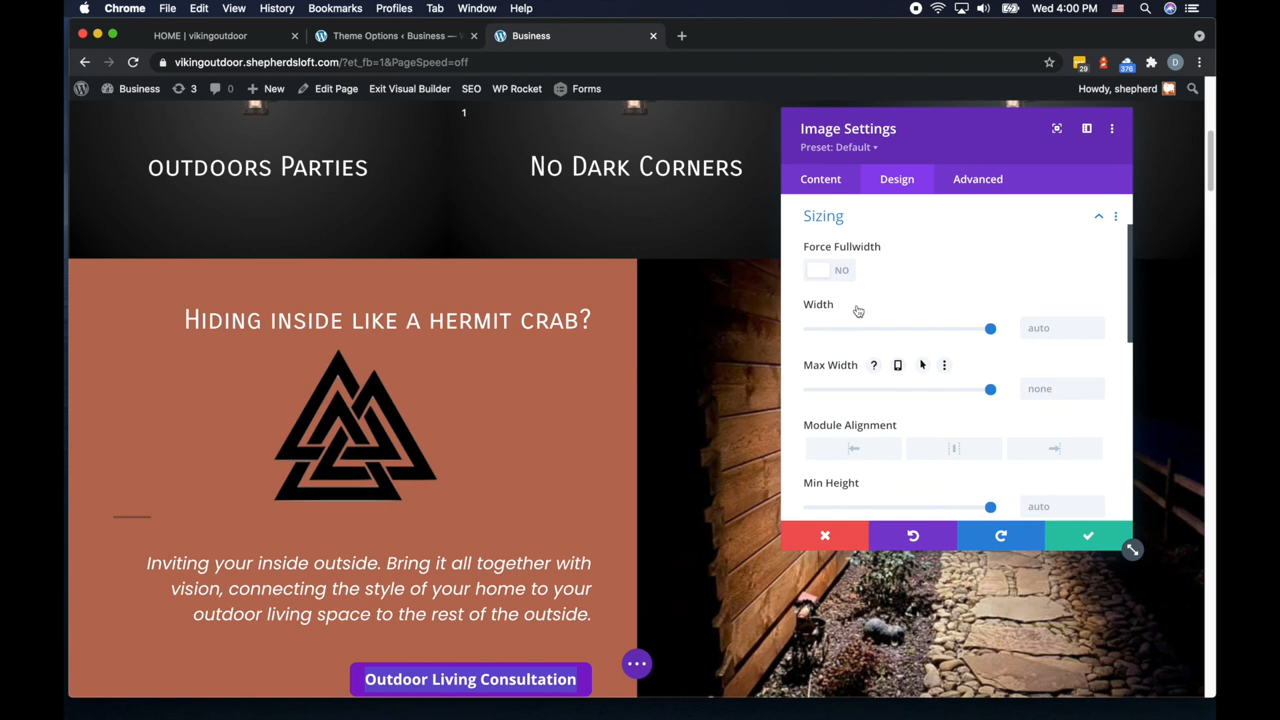 Chrome File Edit View History Bookmarks Profiles Tab Window Help
Wed 4:00 PM
HOME | vikingoutdoor
Theme Options ‹ Business —
Business
vikingoutdoor.shepherdsloft.com/?et_fb=1&PageSpeed=off
29
376
D
Business 3 0 New Edit Page Exit Visual Builder SEO WP Rocket Forms
Howdy, shepherd
1
OUTDOORS PARTIES
NO DARK CORNERS
HIDING INSIDE LIKE A HERMIT CRAB?
Inviting your inside outside. Bring it all together with
vision, connecting the style of your home to your
outdoor living space to the rest of the outside.
Outdoor Living Consultation
Image Settings
Preset: Default
Content Design Advanced
Sizing
Force Fullwidth
NO
Width
auto
Max Width ?
none
Module Alignment
Min Height
auto